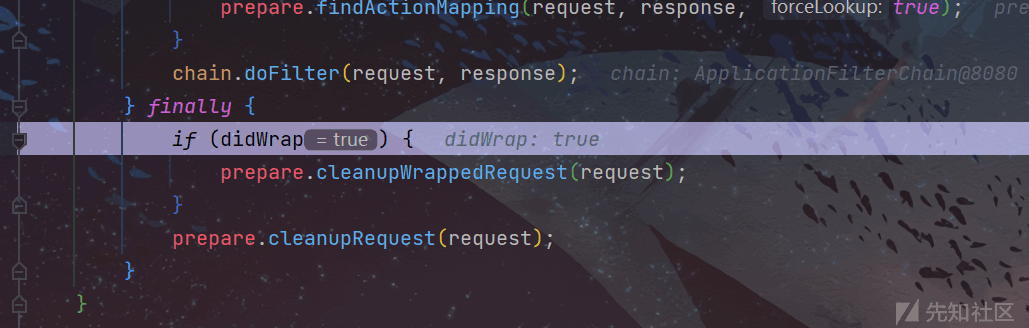 prepare.findActionMapping(request, response, forceLookup: true); pre
}
chain.doFilter(request, response); chain: ApplicationFilterChain@8080
} finally {
if (didWrap = true ) { didWrap: true
prepare.cleanupWrappedRequest(request);
}
prepare.cleanupRequest(request);
}
}
先知社区